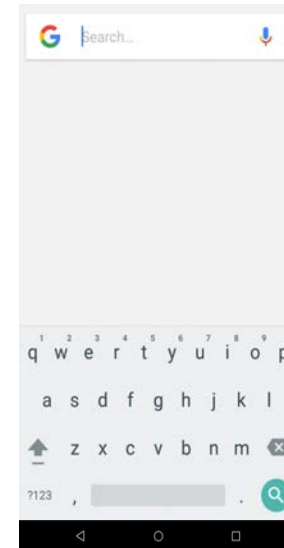 G Search...
1 2 3 4 5 6 7 8 9
q w e r t y u i o p
a s d f g h j k l
z x c v b n m
?123 , .